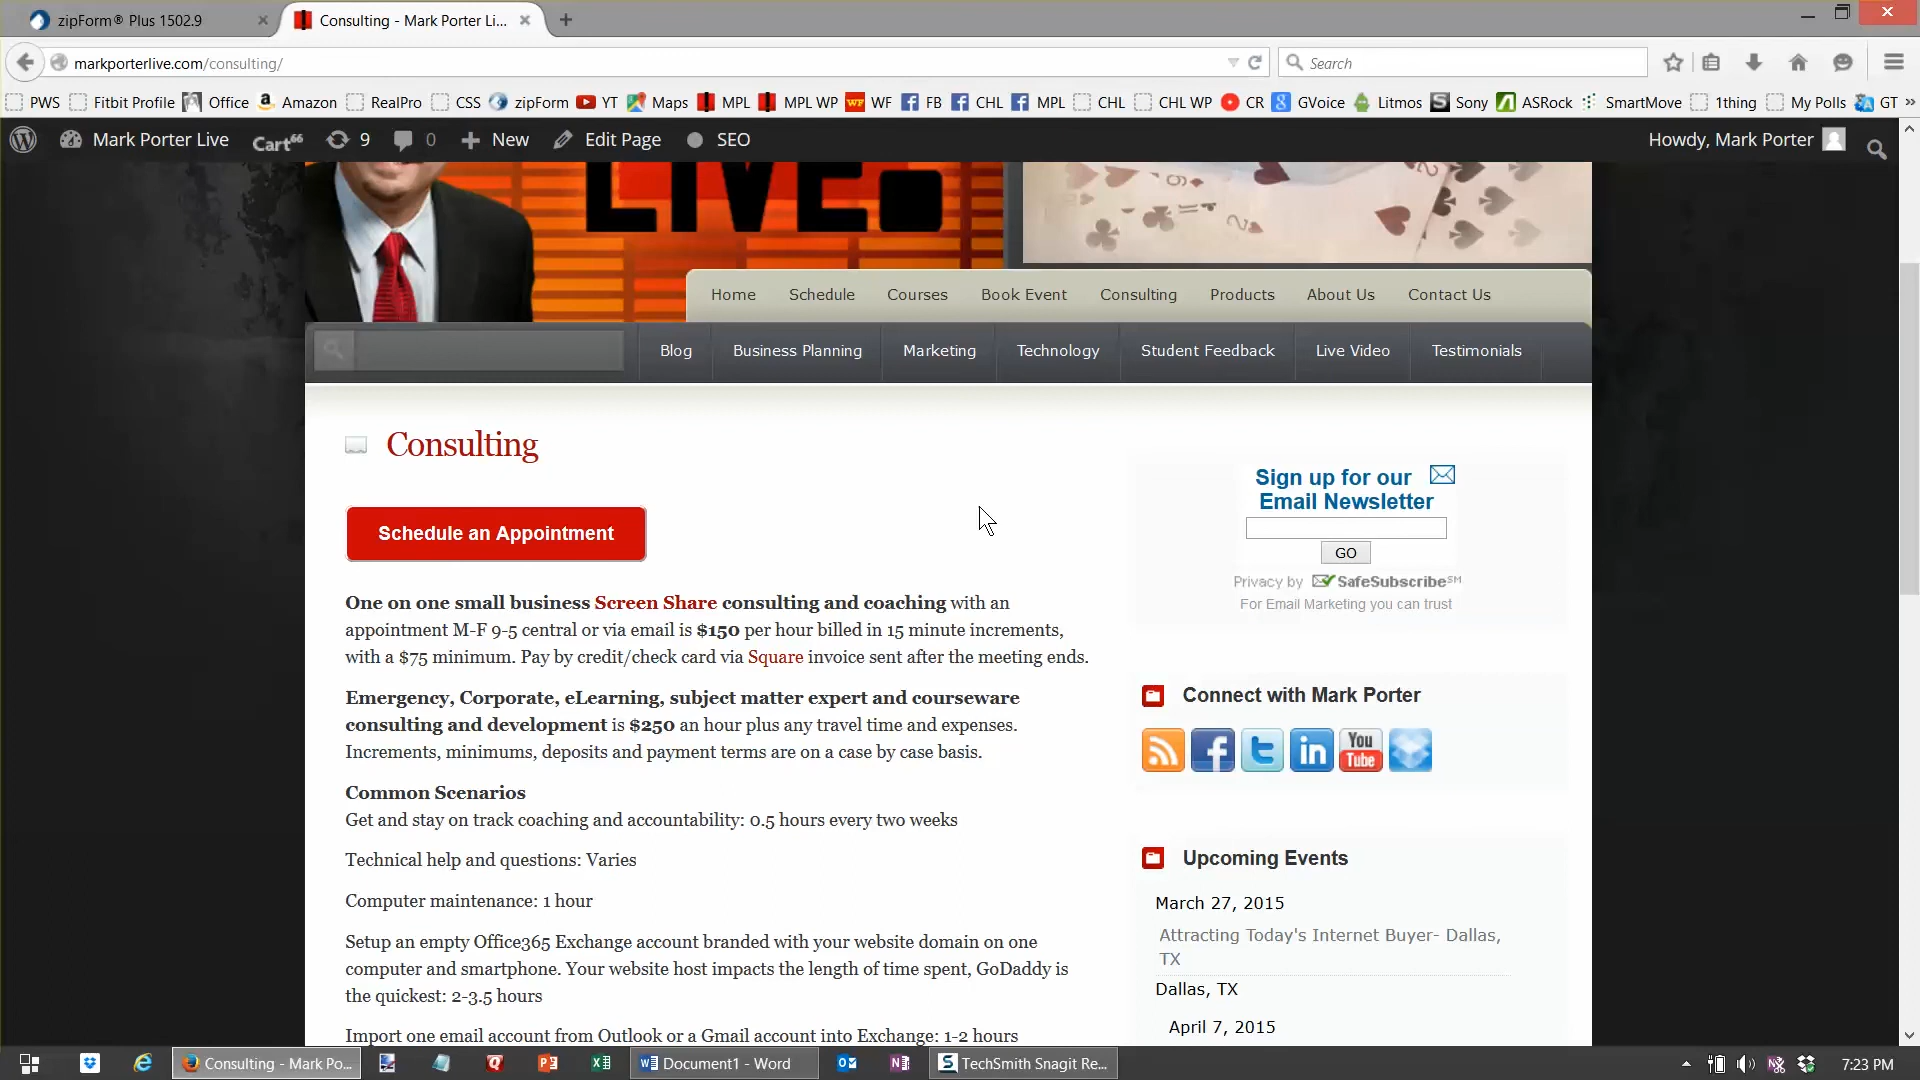 zipForm® Plus 1502.9
Consulting - Mark Porter Li...
markporterlive.com/consulting/
Search
PWS Fitbit Profile Office Amazon RealPro CSS zipForm YT Maps MPL MPL WP WF FB CHL MPL CHL CHL WP CR GVoice Litmos Sony ASRock SmartMove 1thing My Polls GT »
Mark Porter Live Cart66 9 0 New Edit Page SEO Howdy, Mark Porter
LIVE.
Home Schedule Courses Book Event Consulting Products About Us Contact Us
Blog Business Planning Marketing Technology Student Feedback Live Video Testimonials
Consulting
Schedule an Appointment
One on one small business Screen Share consulting and coaching with an
appointment M-F 9-5 central or via email is $150 per hour billed in 15 minute increments,
with a $75 minimum. Pay by credit/check card via Square invoice sent after the meeting ends.
Emergency, Corporate, eLearning, subject matter expert and courseware
consulting and development is $250 an hour plus any travel time and expenses.
Increments, minimums, deposits and payment terms are on a case by case basis.
Common Scenarios
Get and stay on track coaching and accountability: 0.5 hours every two weeks
Technical help and questions: Varies
Computer maintenance: 1 hour
Setup an empty Office365 Exchange account branded with your website domain on one
computer and smartphone. Your website host impacts the length of time spent, GoDaddy is
the quickest: 2-3.5 hours
Import one email account from Outlook or a Gmail account into Exchange: 1-2 hours
Sign up for our
Email Newsletter
GO
Privacy by SafeSubscribe℠
For Email Marketing you can trust
Connect with Mark Porter
You
Tube
Upcoming Events
March 27, 2015
Attracting Today's Internet Buyer- Dallas,
TX
Dallas, TX
April 7, 2015
Consulting - Mark Po...
Document1 - Word
TechSmith Snagit Re...
7:23 PM